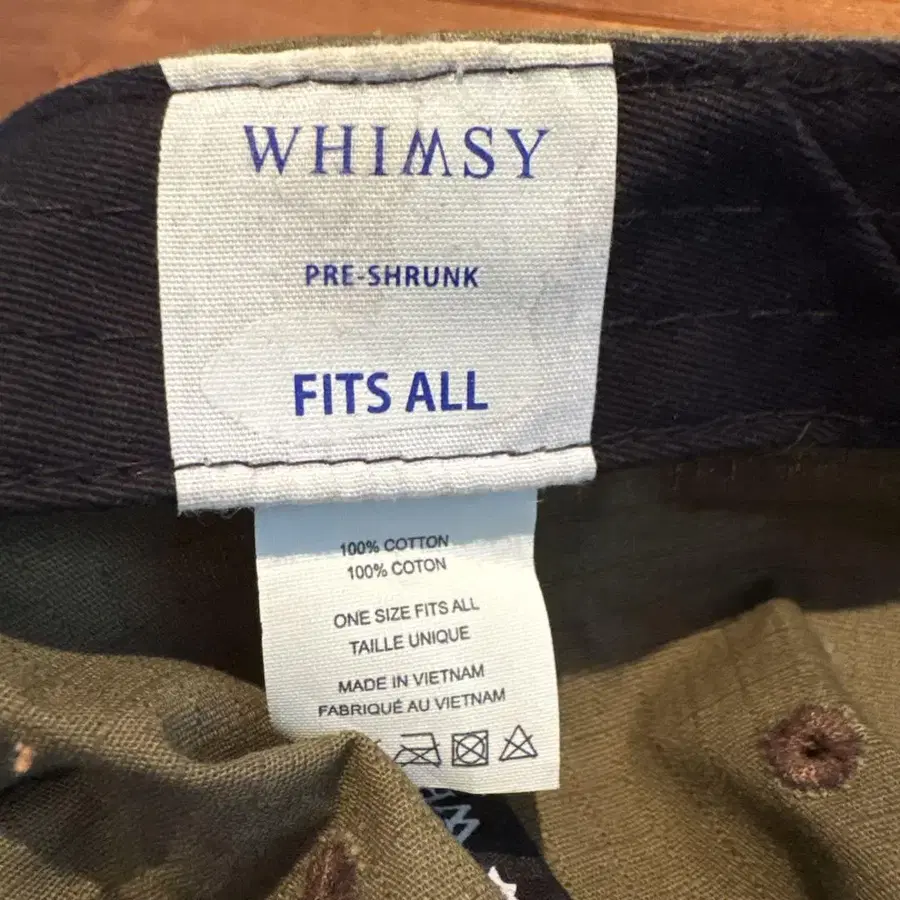 WHIMSY
PRE-SHRUNK
FITS ALL
100% COTTON
100% COTON
ONE SIZE FITS ALL
TAILLE UNIQUE
MADE IN VIETNAM
FABRIQUÉ AU VIETNAM